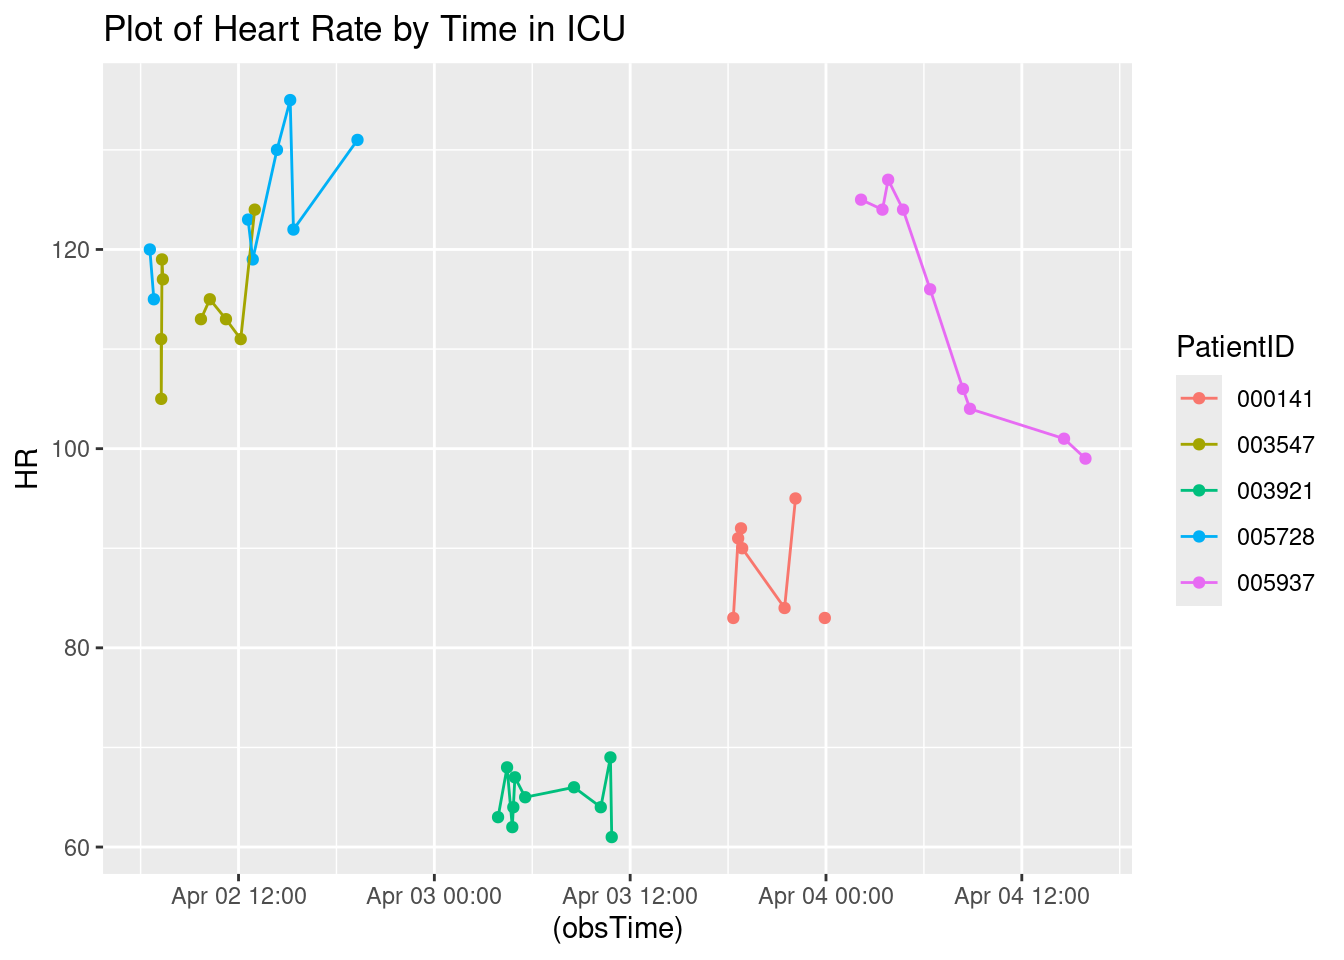 Plot of Heart Rate by Time in ICU
120
100
80
60
HR
Apr 02 12:00
Apr 03 00:00
Apr 03 12:00
Apr 04 00:00
Apr 04 12:00
(obsTime)
PatientID
000141
003547
003921
005728
005937